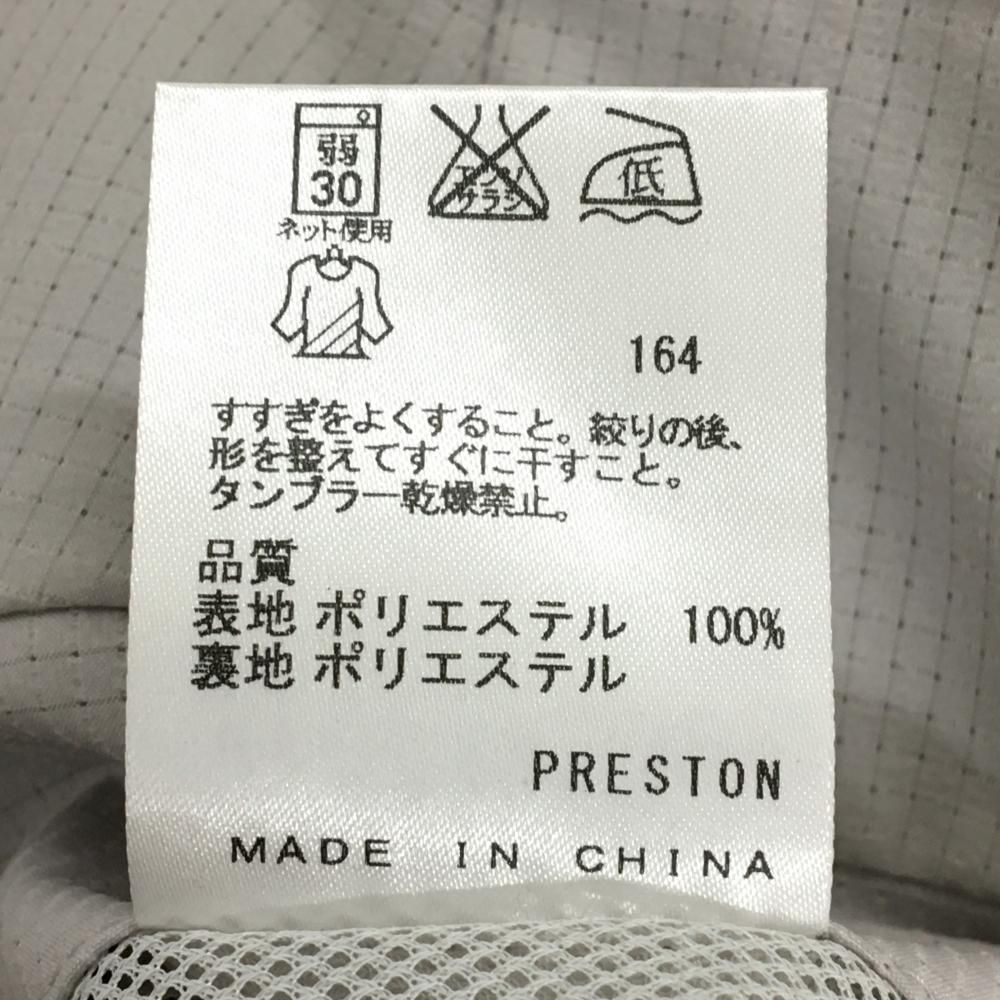 弱
30
エンソ
サラシ
低
ネット使用
164
すすぎをよくすること。絞りの後、
形を整えてすぐに干すこと。
タンブラー乾燥禁止。
品質
表地 ポリエステル 100%
裏地 ポリエステル
PRESTON
MADE IN CHINA